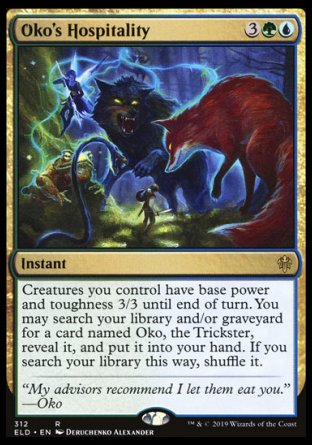 Oko's Hospitality 3
Instant
Creatures you control have base power
and toughness 3/3 until end of turn. You
may search your library and/or graveyard
for a card named Oko, the Trickster,
reveal it, and put it into your hand. If you
search your library this way, shuffle it.
“My advisors recommend I let them eat you.”
—Oko
312 R
ELD • EN Deruchenko Alexander
™ & © 2019 Wizards of the Coast